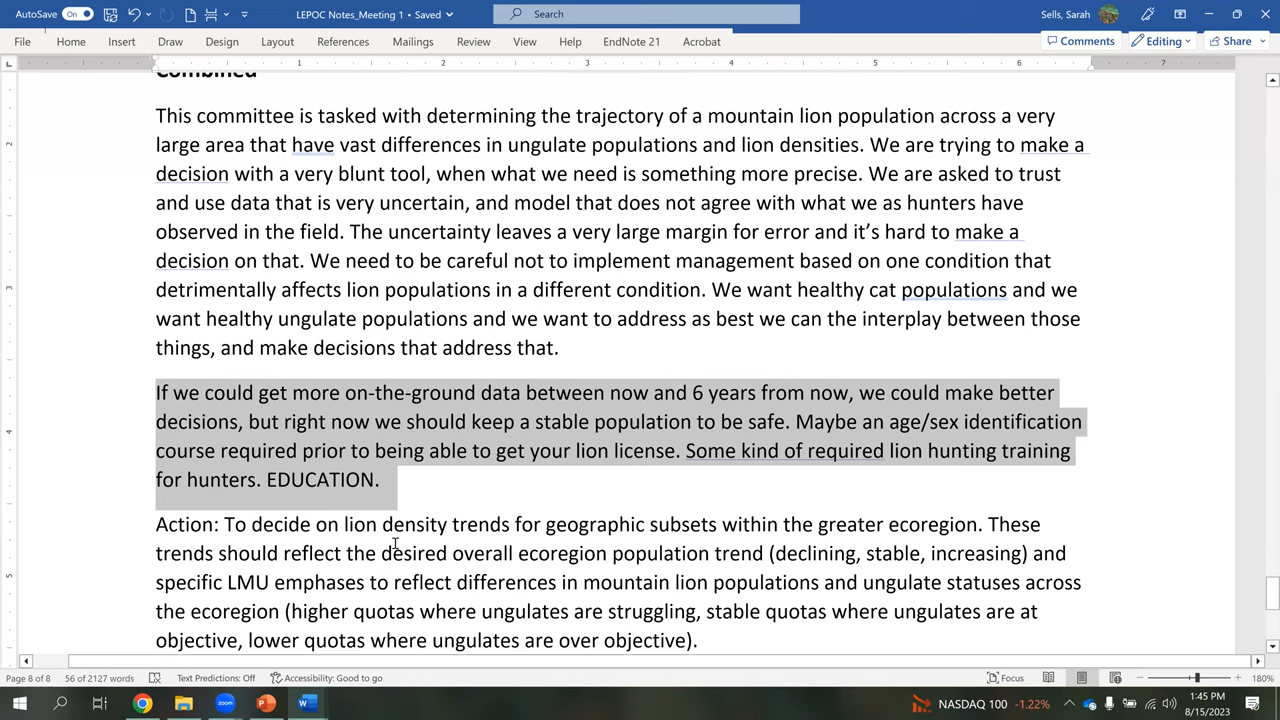 AutoSave On LEPOC Notes_Meeting 1 • Saved Search Sells, Sarah
File Home Insert Draw Design Layout References Mailings Review View Help EndNote 21 Acrobat Comments Editing Share
1 2 3 4 5 6 7
Combined
This committee is tasked with determining the trajectory of a mountain lion population across a very
large area that have vast differences in ungulate populations and lion densities. We are trying to make a
decision with a very blunt tool, when what we need is something more precise. We are asked to trust
and use data that is very uncertain, and model that does not agree with what we as hunters have
observed in the field. The uncertainty leaves a very large margin for error and it’s hard to make a
decision on that. We need to be careful not to implement management based on one condition that
detrimentally affects lion populations in a different condition. We want healthy cat populations and we
want healthy ungulate populations and we want to address as best we can the interplay between those
things, and make decisions that address that.
If we could get more on-the-ground data between now and 6 years from now, we could make better
decisions, but right now we should keep a stable population to be safe. Maybe an age/sex identification
course required prior to being able to get your lion license. Some kind of required lion hunting training
for hunters. EDUCATION.
Action: To decide on lion density trends for geographic subsets within the greater ecoregion. These
trends should reflect the desired overall ecoregion population trend (declining, stable, increasing) and
specific LMU emphases to reflect differences in mountain lion populations and ungulate statuses across
the ecoregion (higher quotas where ungulates are struggling, stable quotas where ungulates are at
objective, lower quotas where ungulates are over objective).
2
3
4
5
Page 8 of 8 56 of 2127 words Text Predictions: Off Accessibility: Good to go Focus 180%
zoom NASDAQ 100 -1.22% 1:45 PM
8/15/2023